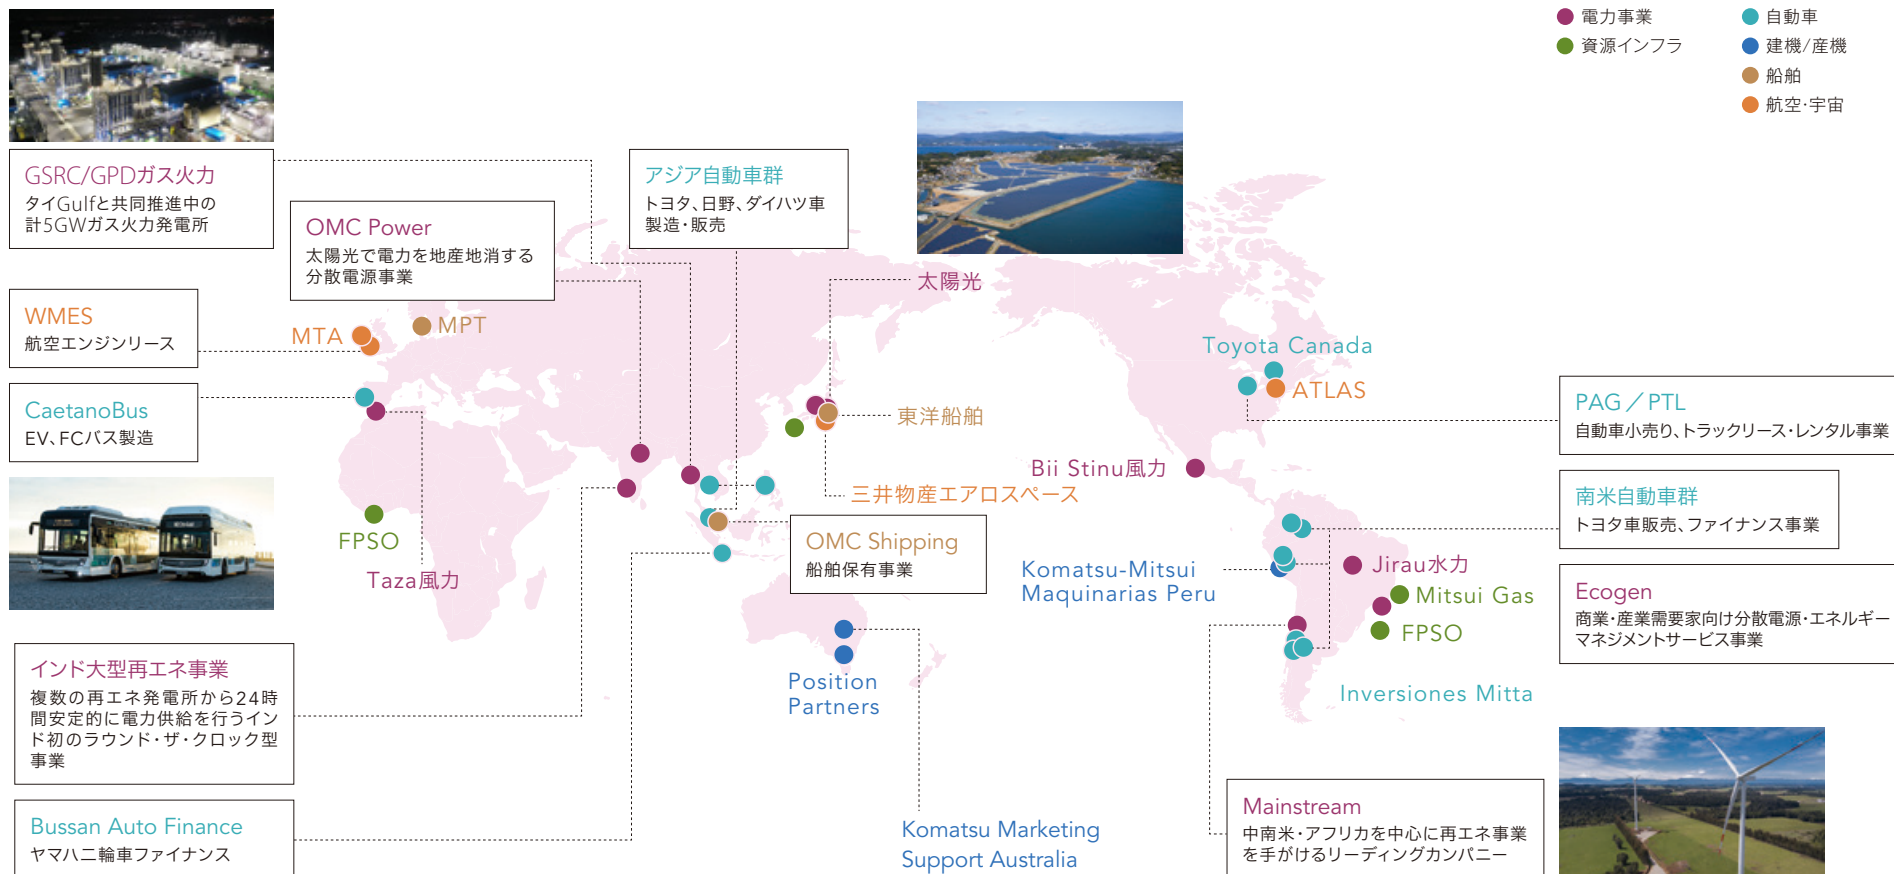 電力事業
資源インフラ
自動車
建機/産機
船舶
航空・宇宙
GSRC/GPDガス火力
タイGulfと共同推進中の
計5GWガス火力発電所
OMC Power
太陽光で電力を地産地消する
分散電源事業
アジア自動車群
トヨタ、日野、ダイハツ車
製造・販売
太陽光
WMES
航空エンジンリース
MTA
MPT
CaetanoBus
EV、FCバス製造
東洋船舶
三井物産エアロスペース
Toyota Canada
ATLAS
PAG／PTL
自動車小売り、トラックリース・レンタル事業
Bii Stinu風力
南米自動車群
トヨタ車販売、ファイナンス事業
FPSO
Taza風力
OMC Shipping
船舶保有事業
Komatsu-Mitsui
Maquinarias Peru
Jirau水力
Mitsui Gas
FPSO
Ecogen
商業・産業需要家向け分散電源・エネルギー
マネジメントサービス事業
インド大型再エネ事業
複数の再エネ発電所から24時
間安定的に電力供給を行うイン
ド初のラウンド・ザ・クロック型
事業
Position
Partners
Inversiones Mitta
Bussan Auto Finance
ヤマハ二輪車ファイナンス
Komatsu Marketing
Support Australia
Mainstream
中南米・アフリカを中心に再エネ事業
を手がけるリーディングカンパニー